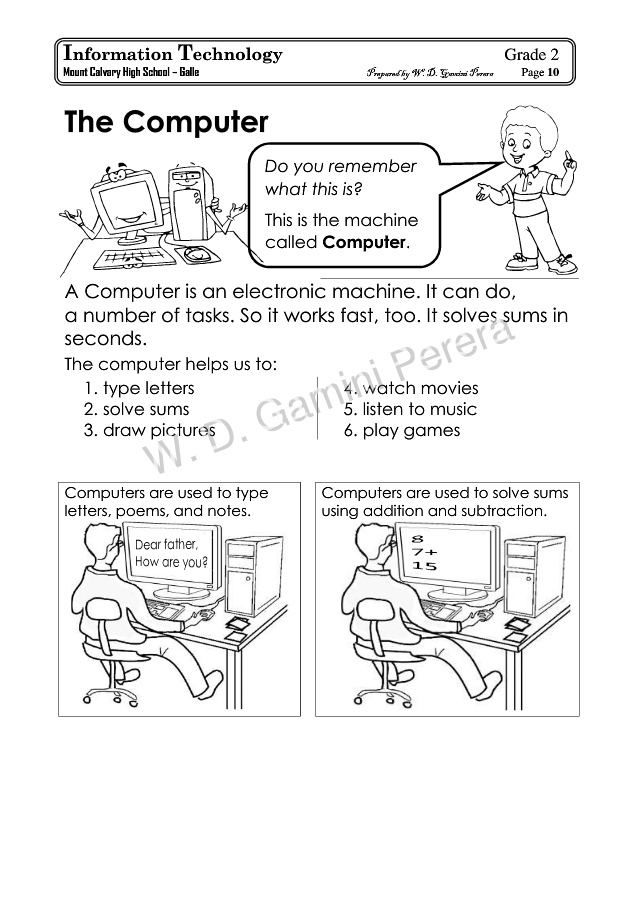 Information Technology
Grade 2
Mount Calvary High School – Galle
Prepared by W. D. Gamini Perera
Page 10
The Computer
Do you remember
what this is?
This is the machine
called Computer.
A Computer is an electronic machine. It can do,
a number of tasks. So it works fast, too. It solves sums in
seconds.
The computer helps us to:
1. type letters
2. solve sums
3. draw pictures
4. watch movies
5. listen to music
6. play games
W. D. Gamini Perera
Computers are used to type
letters, poems, and notes.
Dear father,
How are you?
Computers are used to solve sums
using addition and subtraction.
8
7+
15